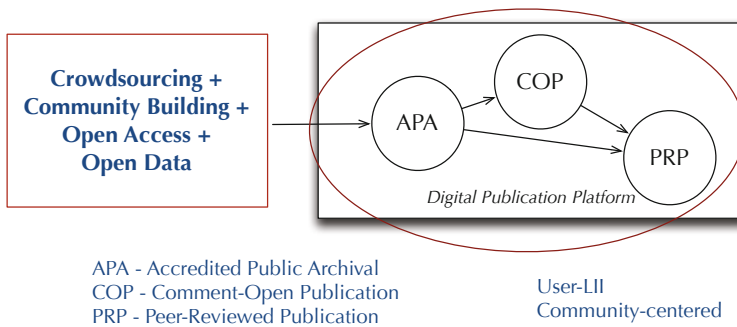 Crowdsourcing +
Community Building +
Open Access +
Open Data
APA
COP
PRP
Digital Publication Platform
APA - Accredited Public Archival
COP - Comment-Open Publication
PRP - Peer-Reviewed Publication
User-LII
Community-centered